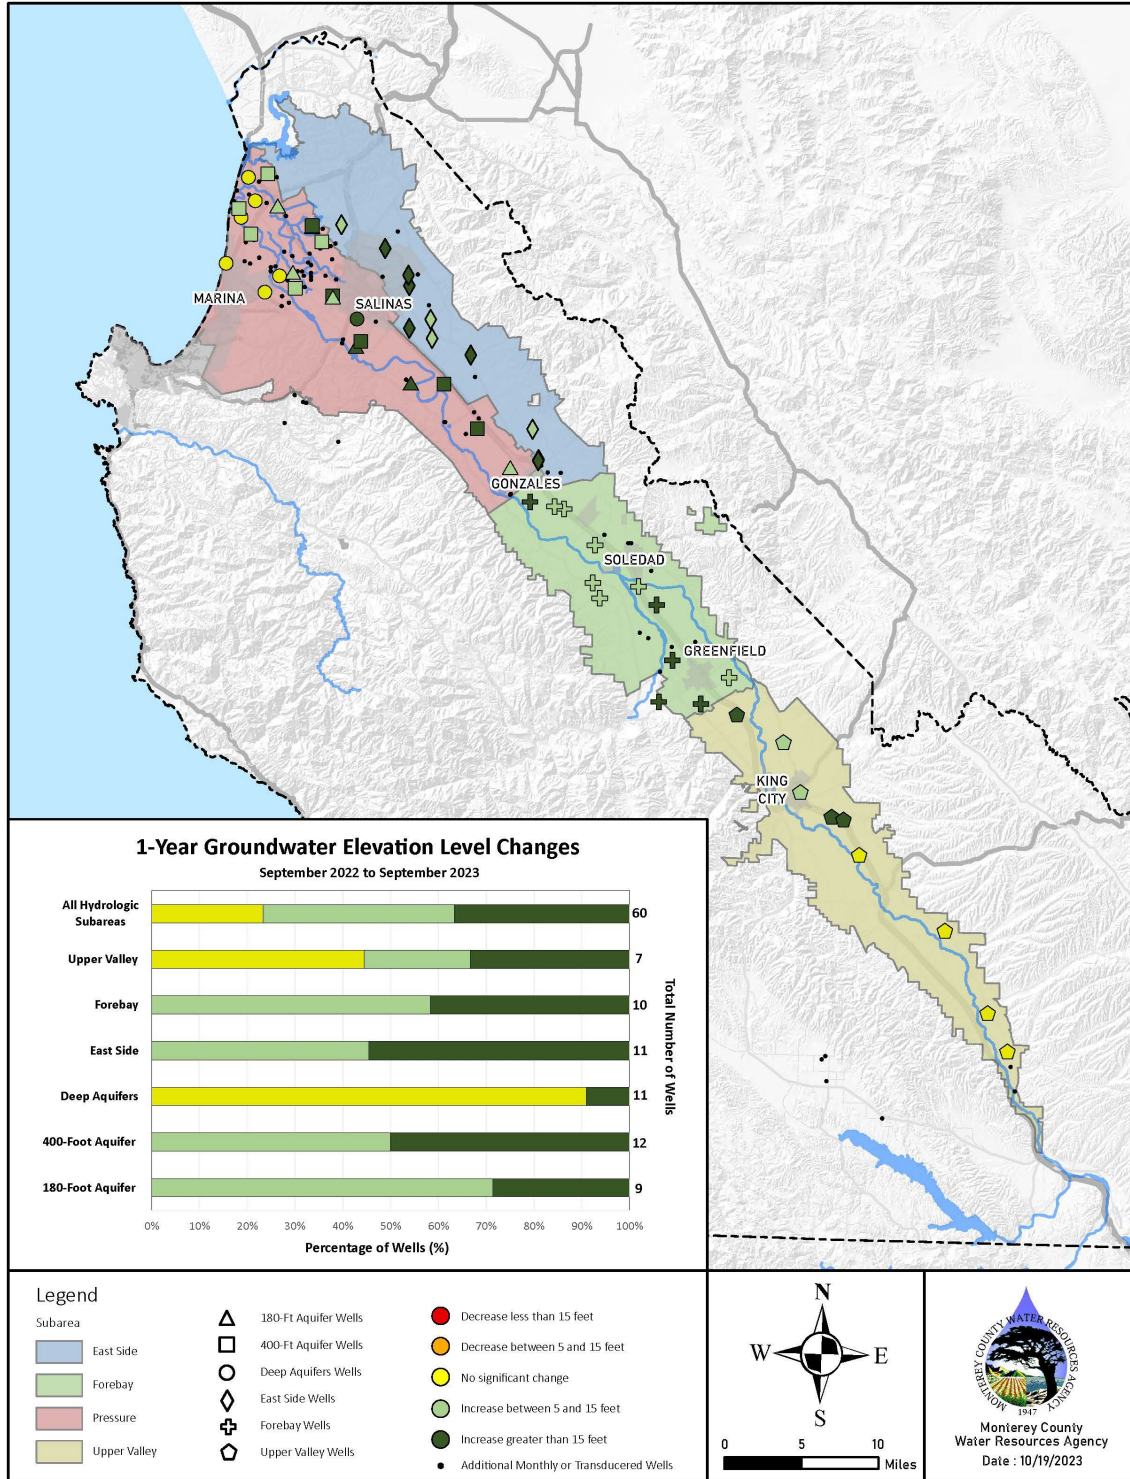 MARINA
SALINAS
GONZALES
SOLEDAD
GREENFIELD
KING
CITY
1-Year Groundwater Elevation Level Changes
September 2022 to September 2023
All Hydrologic
Subareas
60
Upper Valley
7
Forebay
10
East Side
11
Deep Aquifers
11
400-Foot Aquifer
12
180-Foot Aquifer
9
Total Number of Wells
0% 10% 20% 30% 40% 50% 60% 70% 80% 90% 100%
Percentage of Wells (%)
Legend
Subarea
East Side
Forebay
Pressure
Upper Valley
180-Ft Aquifer Wells
400-Ft Aquifer Wells
Deep Aquifers Wells
East Side Wells
Forebay Wells
Upper Valley Wells
Decrease less than 15 feet
Decrease between 5 and 15 feet
No significant change
Increase between 5 and 15 feet
Increase greater than 15 feet
Additional Monthly or Transducered Wells
N
W E
S
0 5 10
Miles
MONTEREY COUNTY WATER RESOURCES AGENCY
1947
Monterey County
Water Resources Agency
Date : 10/19/2023